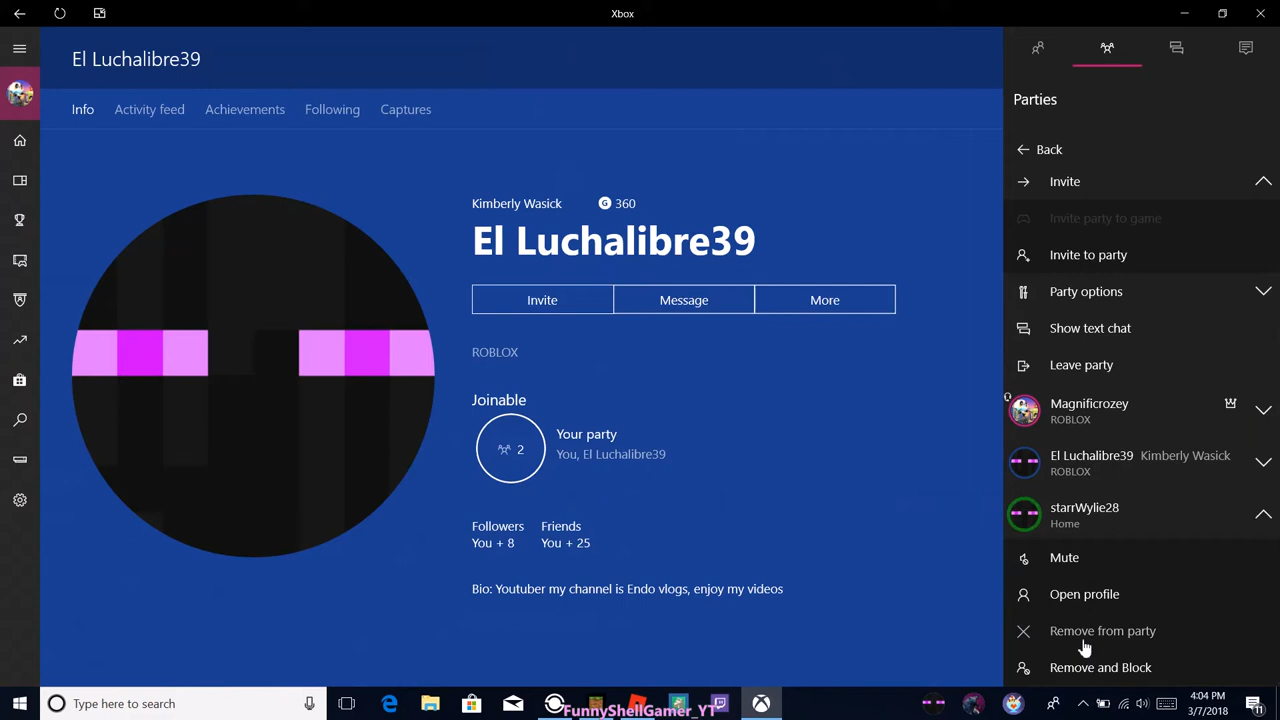 Xbox
El Luchalibre39
Info Activity feed Achievements Following Captures
Kimberly Wasick G 360
El Luchalibre39
Invite Message More
ROBLOX
Joinable
2
Your party
You, El Luchalibre39
Followers Friends
You + 8 You + 25
Bio: Youtuber my channel is Endo vlogs, enjoy my videos
Parties
Back
Invite
Invite party to game
Invite to party
Party options
Show text chat
Leave party
Magnificrozey
ROBLOX
El Luchalibre39 Kimberly Wasick
ROBLOX
starrWylie28
Home
Mute
Open profile
Remove from party
Remove and Block
Type here to search
FunnyShellGamer_YT
4:04 PM
3/7/2018
11